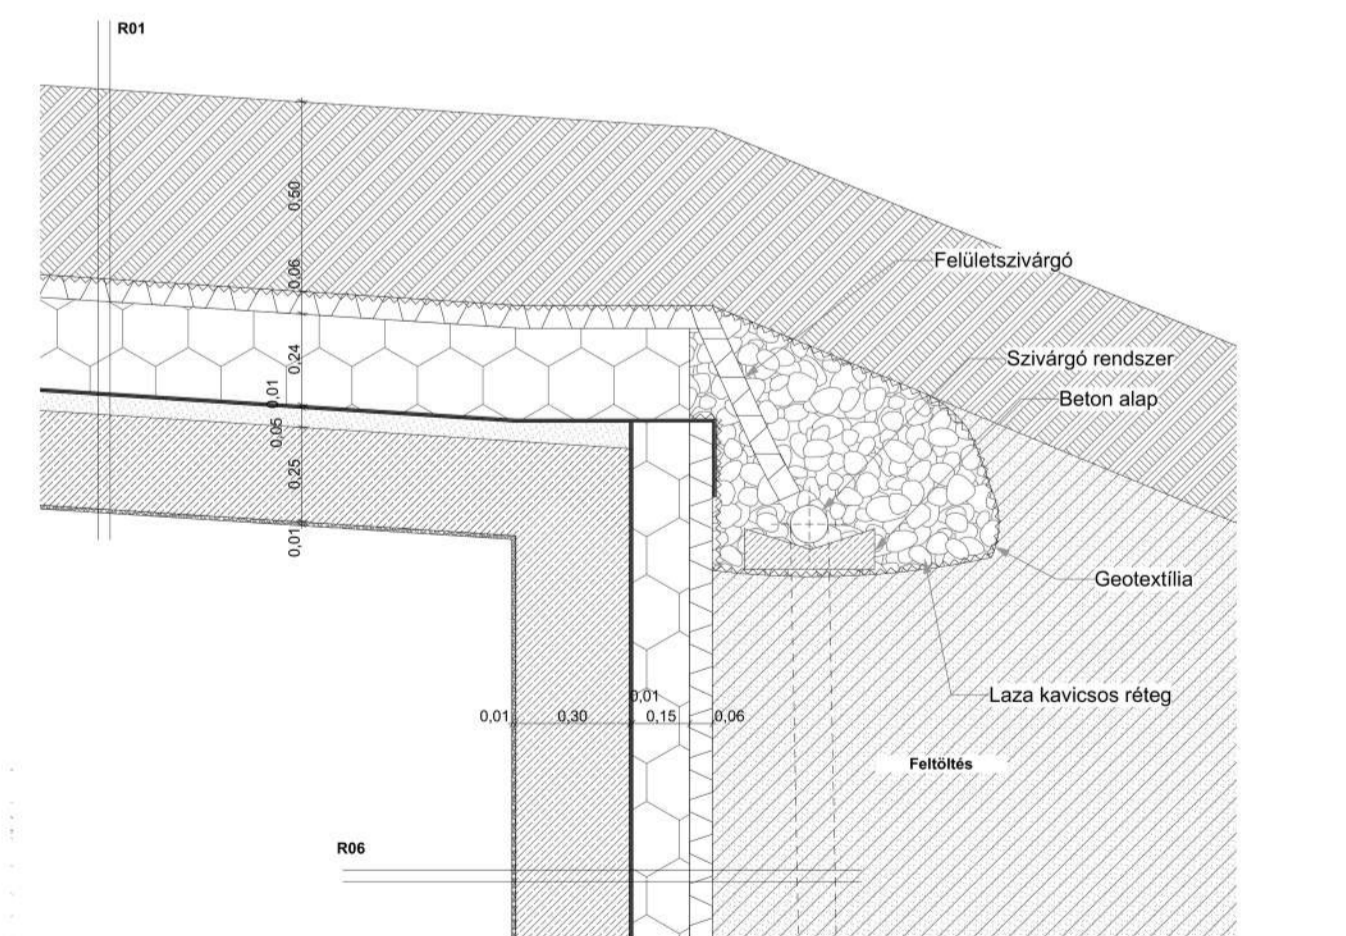 R01
0,50
0,06
0,24
0,01
0,05
0,25
0,01
Felületszivárgó
Szivárgó rendszer
Beton alap
Geotextília
Laza kavicsos réteg
0,01
0,30
0,01
0,15
0,06
Feltöltés
R06